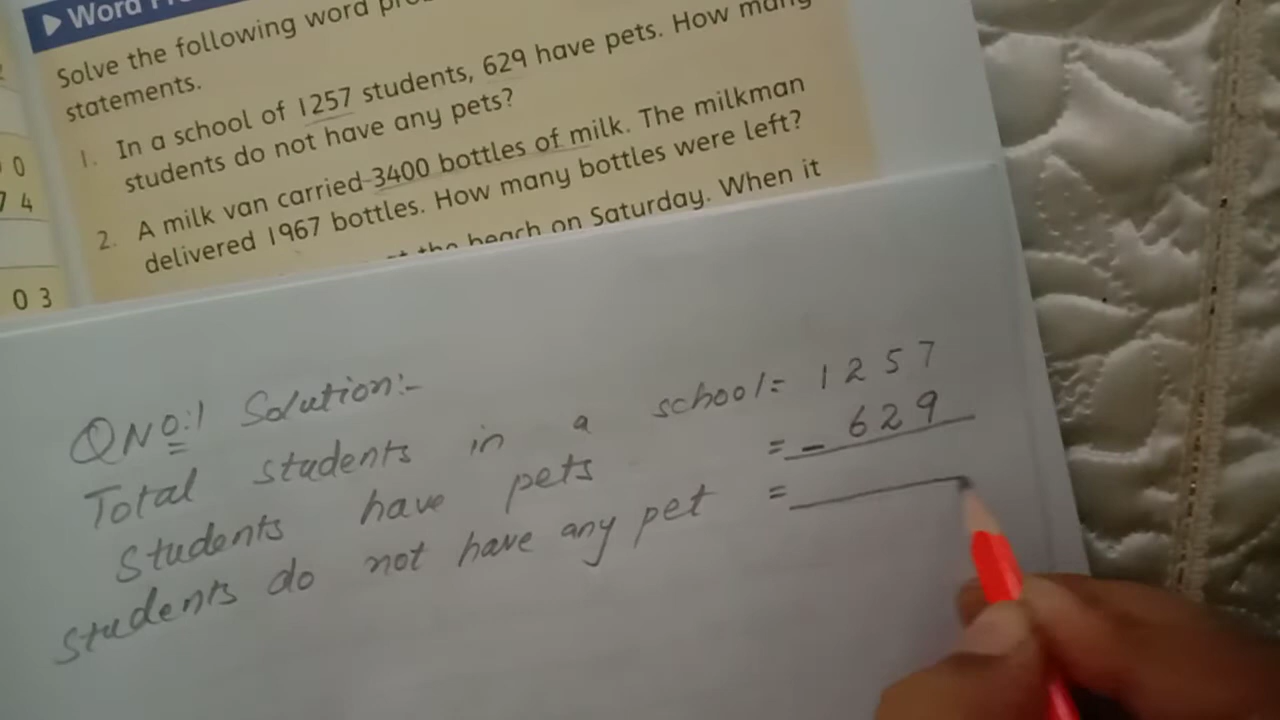 ▶ Word
Solve the following word
statements.
1. In a school of 1257 students, 629 have pets. How many
students do not have any pets?
2. A milk van carried 3400 bottles of milk. The milkman
delivered 1967 bottles. How many bottles were left?
the beach on Saturday. When it
0
7 4
0 3
QNO:1 Solution:-
Total students in a school = 1257
students have pets = - 629
students do not have any pet =